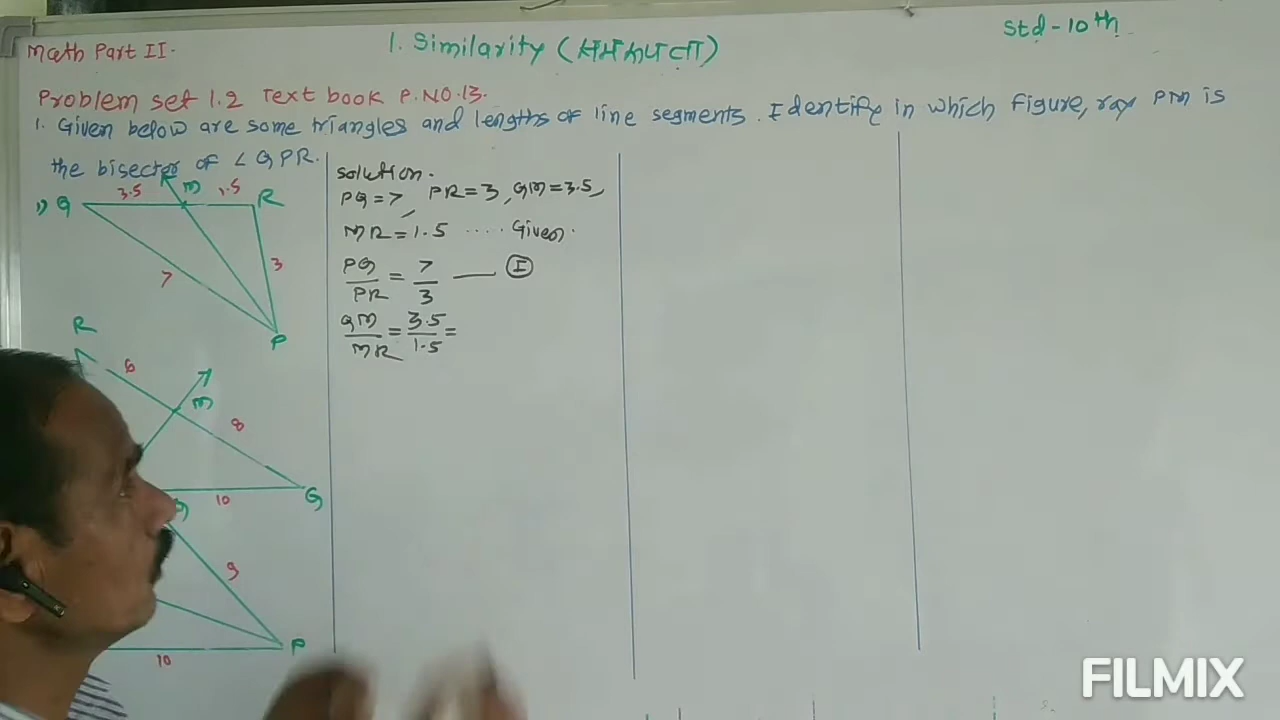 Math Part II.
1. Similarity (समरूपता)
Std - 10th
Problem set 1.2 Text book P.NO.13.
1. Given below are some triangles and lengths of line segments. Identify in which figure, ray PM is
the bisector of ∠QPR.
1) Q 3.5 M 1.5 R
7 3
P
R
6
M
8
10 Q
9
P
10
Solution.
PQ = 7, PR = 3, QM = 3.5,
MR = 1.5 .... Given.
PQ/PR = 7/3 — I
QM/MR = 3.5/1.5 =
FILMIX